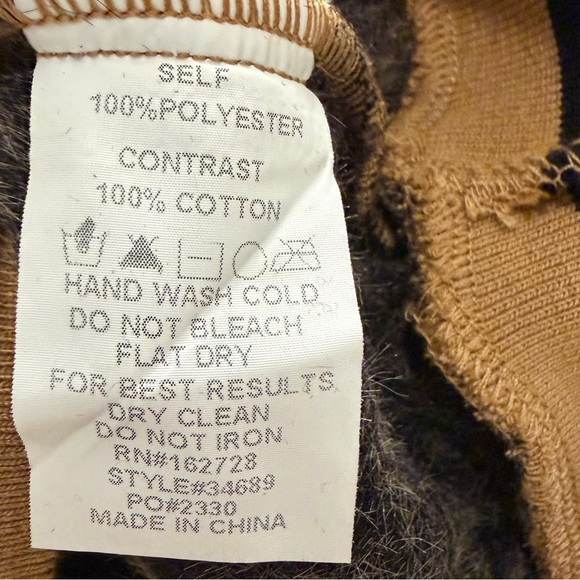 SELF
100%POLYESTER
CONTRAST
100% COTTON
HAND WASH COLD
DO NOT BLEACH
FLAT DRY
FOR BEST RESULTS
DRY CLEAN
DO NOT IRON
RN#162728
STYLE#34689
PO#2330
MADE IN CHINA